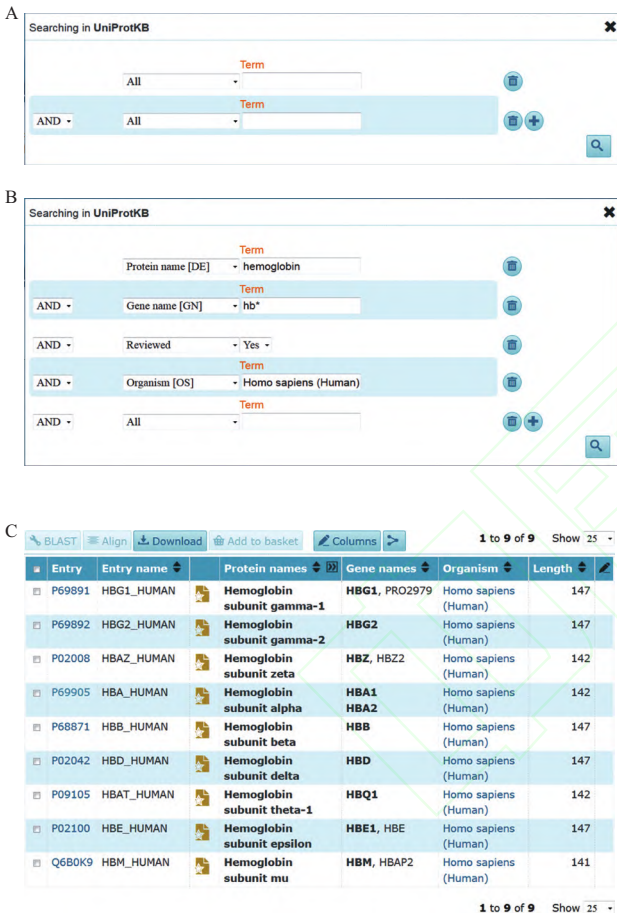 A
Searching in UniProtKB
Term
All
Term
AND All
B
Searching in UniProtKB
Term
Protein name [DE] hemoglobin
Term
AND Gene name [GN] hb*
AND Reviewed Yes
Term
AND Organism [OS] Homo sapiens (Human)
Term
AND All
C
BLAST Align Download Add to basket Columns 1 to 9 of 9 Show 25
Entry Entry name Protein names Gene names Organism Length
P69891 HBG1_HUMAN Hemoglobin HBG1, PRO2979 Homo sapiens 147
subunit gamma-1 (Human)
P69892 HBG2_HUMAN Hemoglobin HBG2 Homo sapiens 147
subunit gamma-2 (Human)
P02008 HBAZ_HUMAN Hemoglobin HBZ, HBZ2 Homo sapiens 142
subunit zeta (Human)
P69905 HBA_HUMAN Hemoglobin HBA1 Homo sapiens 142
subunit alpha HBA2 (Human)
P68871 HBB_HUMAN Hemoglobin HBB Homo sapiens 147
subunit beta (Human)
P02042 HBD_HUMAN Hemoglobin HBD Homo sapiens 147
subunit delta (Human)
P09105 HBAT_HUMAN Hemoglobin HBQ1 Homo sapiens 142
subunit theta-1 (Human)
P02100 HBE_HUMAN Hemoglobin HBE1, HBE Homo sapiens 147
subunit epsilon (Human)
Q6B0K9 HBM_HUMAN Hemoglobin HBM, HBAP2 Homo sapiens 141
subunit mu (Human)
1 to 9 of 9 Show 25